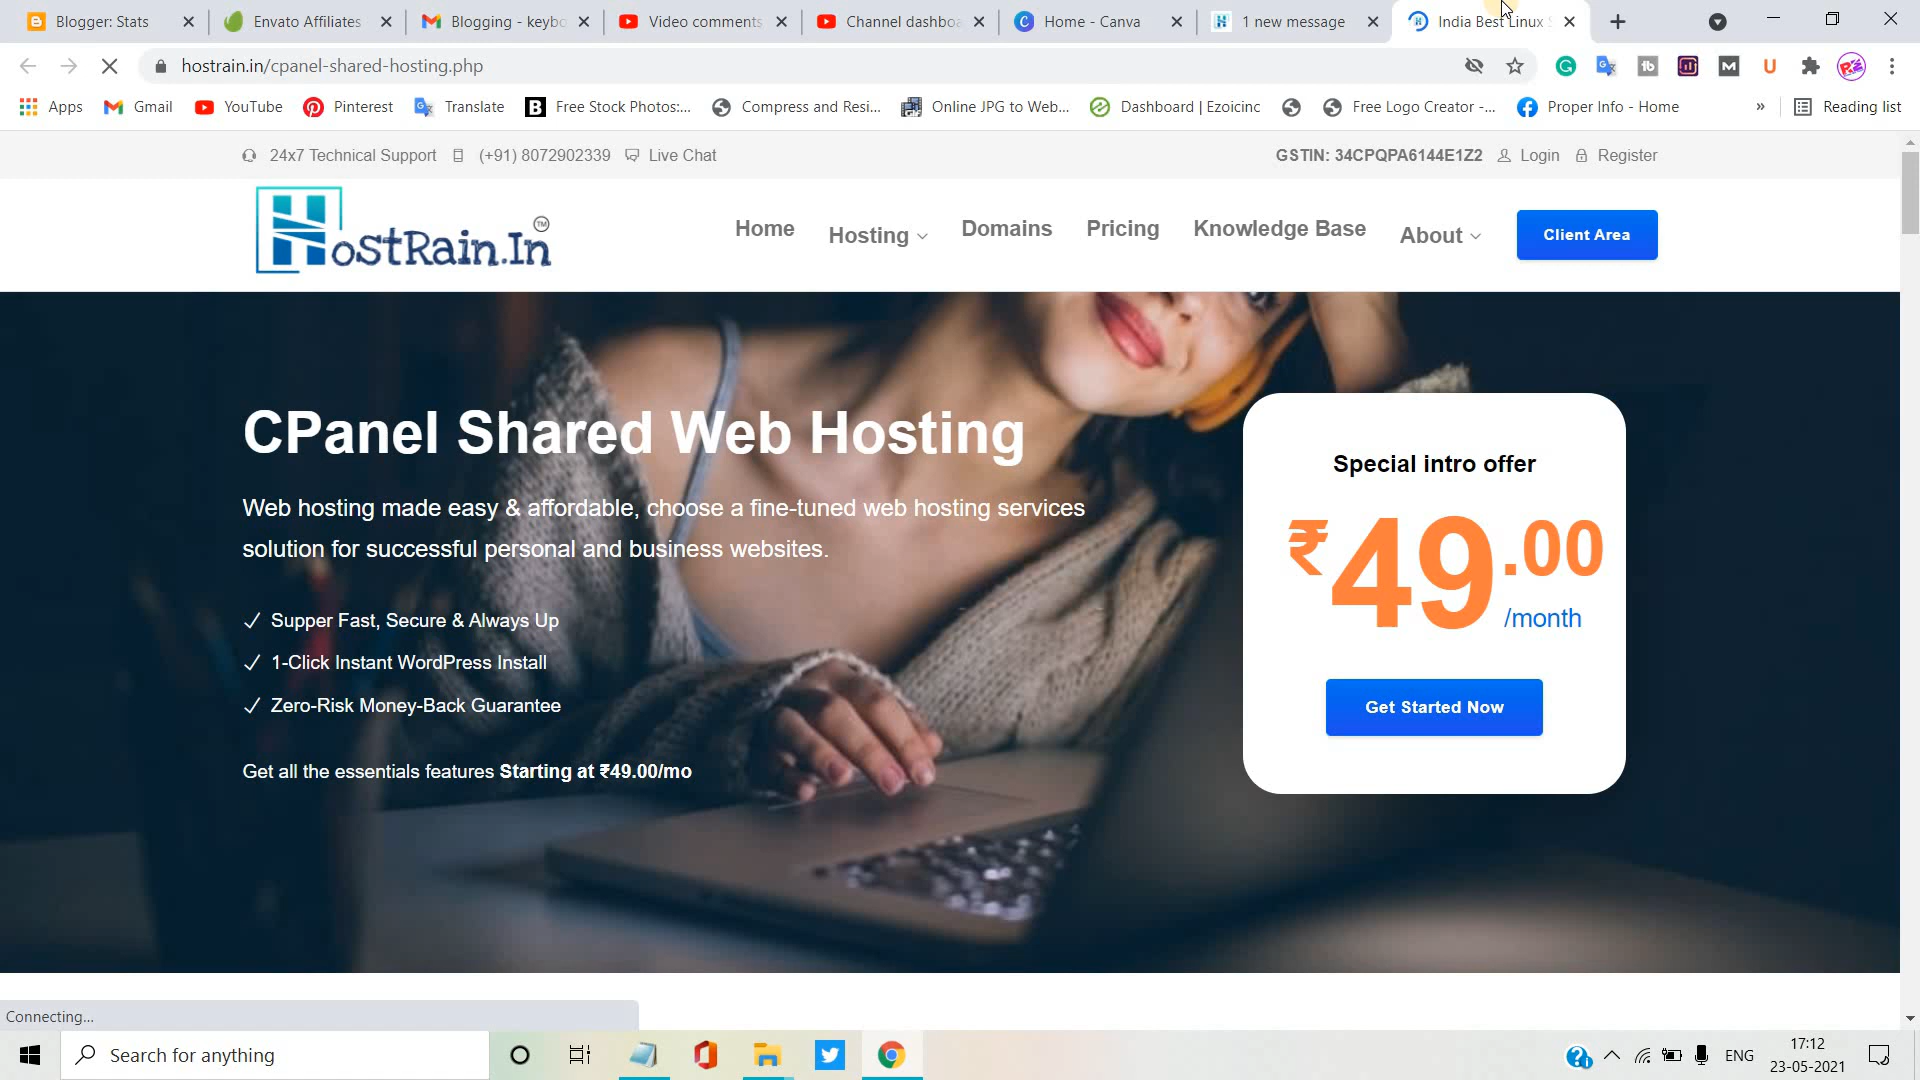 Blogger: Stats
Envato Affiliates
Blogging - keybo
Video comments
Channel dashboa
Home - Canva
1 new message
India Best Linux S
hostrain.in/cpanel-shared-hosting.php
Apps
Gmail
YouTube
Pinterest
Translate
Free Stock Photos:...
Compress and Resi...
Online JPG to Web...
Dashboard | Ezoicinc
Free Logo Creator -...
Proper Info - Home
»
Reading list
24x7 Technical Support
(+91) 8072902339
Live Chat
GSTIN: 34CPQPA6144E1Z2
Login
Register
HostRain.In TM
Home
Hosting
Domains
Pricing
Knowledge Base
About
Client Area
CPanel Shared Web Hosting
Web hosting made easy & affordable, choose a fine-tuned web hosting services
solution for successful personal and business websites.
Supper Fast, Secure & Always Up
1-Click Instant WordPress Install
Zero-Risk Money-Back Guarantee
Get all the essentials features Starting at ₹49.00/mo
Special intro offer
₹49.00
/month
Get Started Now
Connecting...
Search for anything
ENG
17:12
23-05-2021